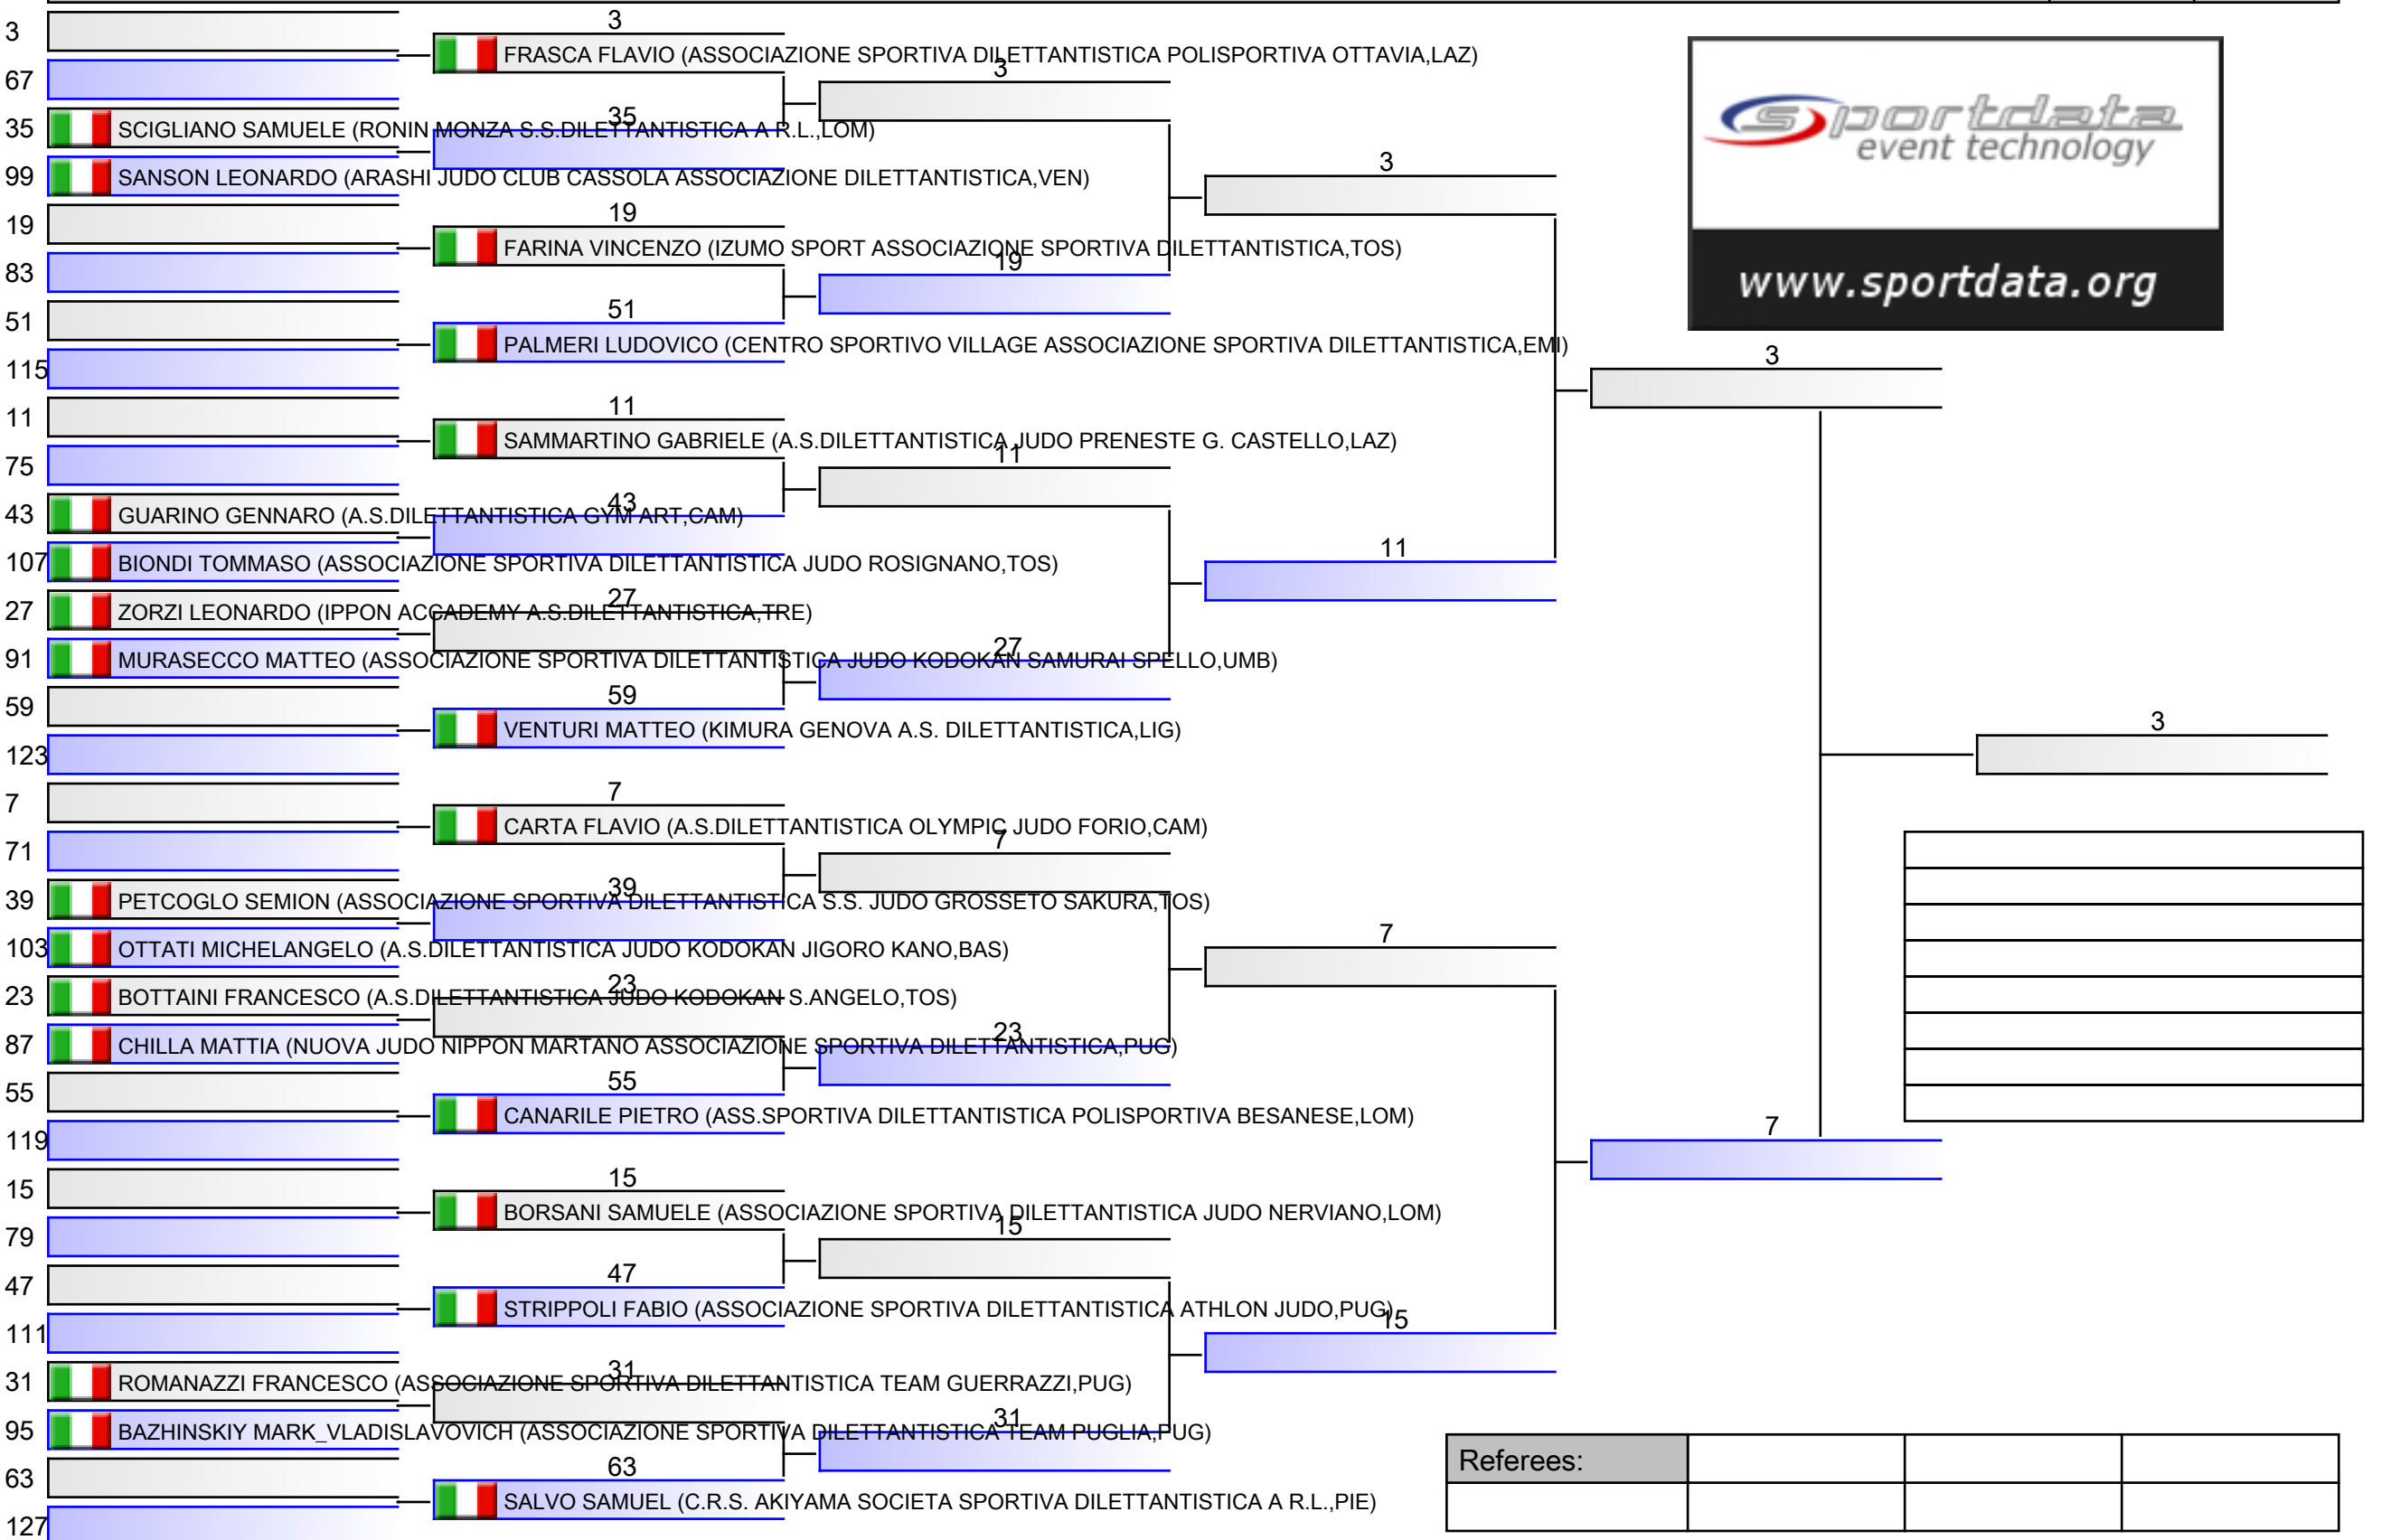 3
3
FRASCA FLAVIO (ASSOCIAZIONE SPORTIVA DILETTANTISTICA POLISPORTIVA OTTAVIA,LAZ)
3
67
35
35
SCIGLIANO SAMUELE (RONIN MONZA S.S.DILETTANTISTICA A R.L.,LOM)
3
99
SANSON LEONARDO (ARASHI JUDO CLUB CASSOLA ASSOCIAZIONE DILETTANTISTICA,VEN)
19
19
FARINA VINCENZO (IZUMO SPORT ASSOCIAZIONE SPORTIVA DILETTANTISTICA,TOS)
19
83
51
51
PALMERI LUDOVICO (CENTRO SPORTIVO VILLAGE ASSOCIAZIONE SPORTIVA DILETTANTISTICA,EMI)
3
115
11
11
SAMMARTINO GABRIELE (A.S.DILETTANTISTICA JUDO PRENESTE G. CASTELLO,LAZ)
11
75
43
43
GUARINO GENNARO (A.S.DILETTANTISTICA GYM ART,CAM)
11
107
BIONDI TOMMASO (ASSOCIAZIONE SPORTIVA DILETTANTISTICA JUDO ROSIGNANO,TOS)
27
27
ZORZI LEONARDO (IPPON ACCADEMY A.S.DILETTANTISTICA,TRE)
27
91
MURASECCO MATTEO (ASSOCIAZIONE SPORTIVA DILETTANTISTICA JUDO KODOKAN SAMURAI SPELLO,UMB)
59
59
VENTURI MATTEO (KIMURA GENOVA A.S. DILETTANTISTICA,LIG)
3
123
7
7
CARTA FLAVIO (A.S.DILETTANTISTICA OLYMPIC JUDO FORIO,CAM)
7
71
39
39
PETCOGLO SEMION (ASSOCIAZIONE SPORTIVA DILETTANTISTICA S.S. JUDO GROSSETO SAKURA,TOS)
7
103
OTTATI MICHELANGELO (A.S.DILETTANTISTICA JUDO KODOKAN JIGORO KANO,BAS)
23
23
BOTTAINI FRANCESCO (A.S.DILETTANTISTICA JUDO KODOKAN S.ANGELO,TOS)
23
87
CHILLA MATTIA (NUOVA JUDO NIPPON MARTANO ASSOCIAZIONE SPORTIVA DILETTANTISTICA,PUG)
55
55
CANARILE PIETRO (ASS.SPORTIVA DILETTANTISTICA POLISPORTIVA BESANESE,LOM)
7
119
15
15
BORSANI SAMUELE (ASSOCIAZIONE SPORTIVA DILETTANTISTICA JUDO NERVIANO,LOM)
15
79
47
47
STRIPPOLI FABIO (ASSOCIAZIONE SPORTIVA DILETTANTISTICA ATHLON JUDO,PUG)
15
111
31
31
ROMANAZZI FRANCESCO (ASSOCIAZIONE SPORTIVA DILETTANTISTICA TEAM GUERRAZZI,PUG)
31
95
BAZHINSKIY MARK_VLADISLAVOVICH (ASSOCIAZIONE SPORTIVA DILETTANTISTICA TEAM PUGLIA,PUG)
63
63
SALVO SAMUEL (C.R.S. AKIYAMA SOCIETA SPORTIVA DILETTANTISTICA A R.L.,PIE)
127
sportdata
event technology
www.sportdata.org
Referees: